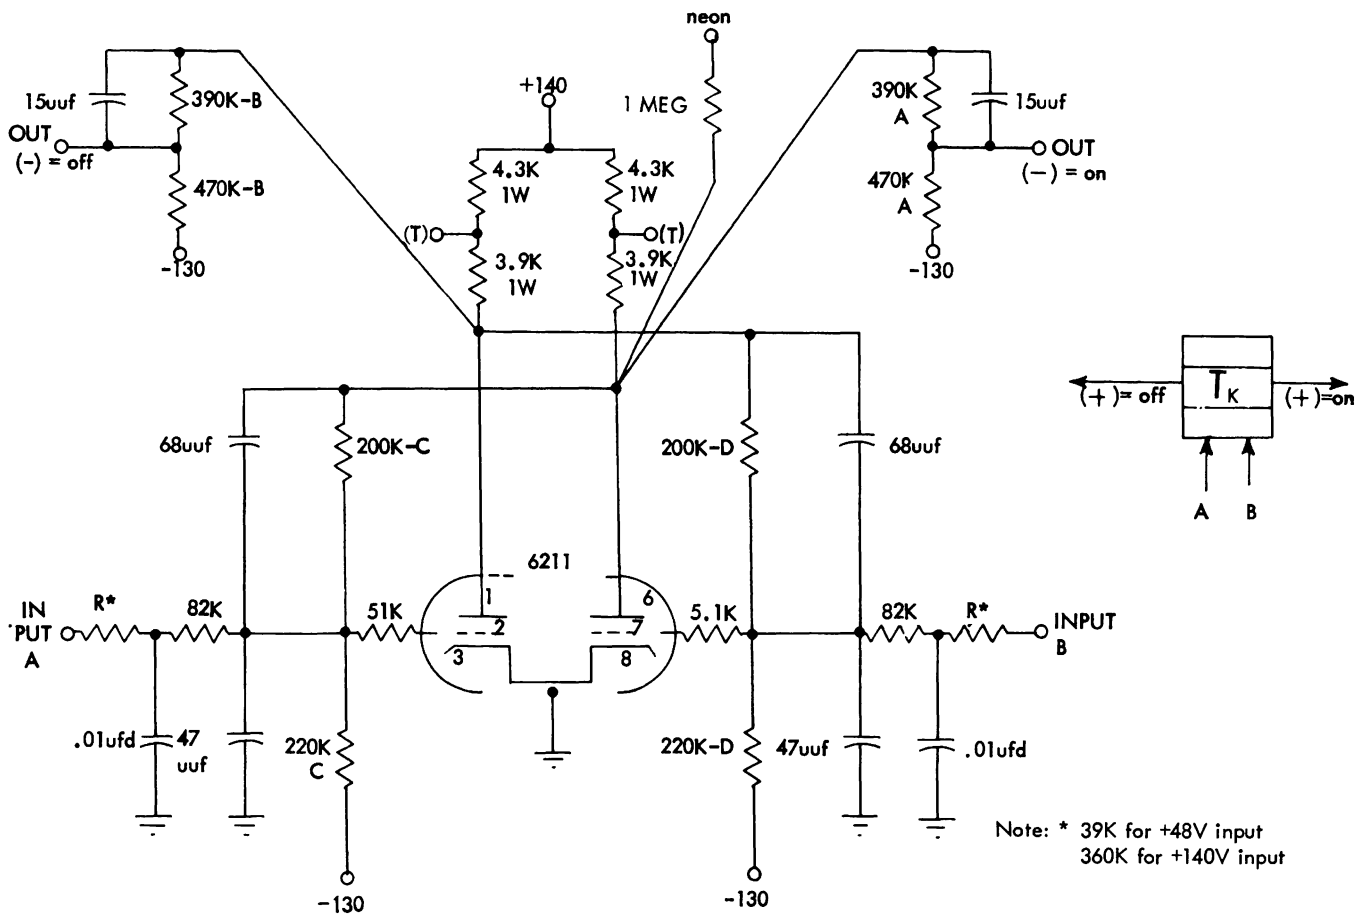 neon
15uuf
390K-B
OUT
(-) = off
470K-B
-130
+140
4.3K
1W
4.3K
1W
1 MEG
(T)
(T)
3.9K
1W
3.9K
1W
390K
A
15uuf
OUT
(-) = on
470K
A
-130
68uuf
200K-C
200K-D
68uuf
(+)= off
TK
(+)=on
A
B
6211
1
2
3
6
7
8
IN
PUT
A
R*
82K
51K
5.1K
82K
R*
INPUT
B
.01ufd
47
uuf
220K
C
220K-D
47uuf
.01ufd
-130
-130
Note: * 39K for +48V input
360K for +140V input